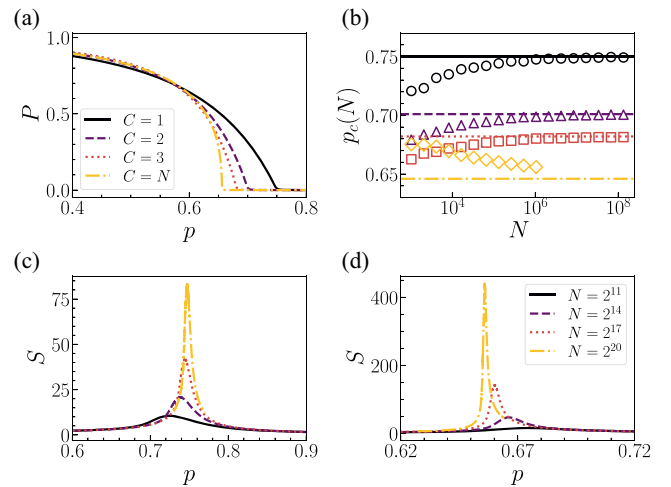 (a)
1.0
0.5
0.0
P
C = 1
C = 2
C = 3
C = N
0.4 0.6 0.8
p
(b)
0.75
0.70
0.65
p_c(N)
10^4 10^6 10^8
N
(c)
75
50
25
0
S
0.6 0.7 0.8 0.9
p
(d)
400
200
0
S
N = 2^11
N = 2^14
N = 2^17
N = 2^20
0.62 0.67 0.72
p